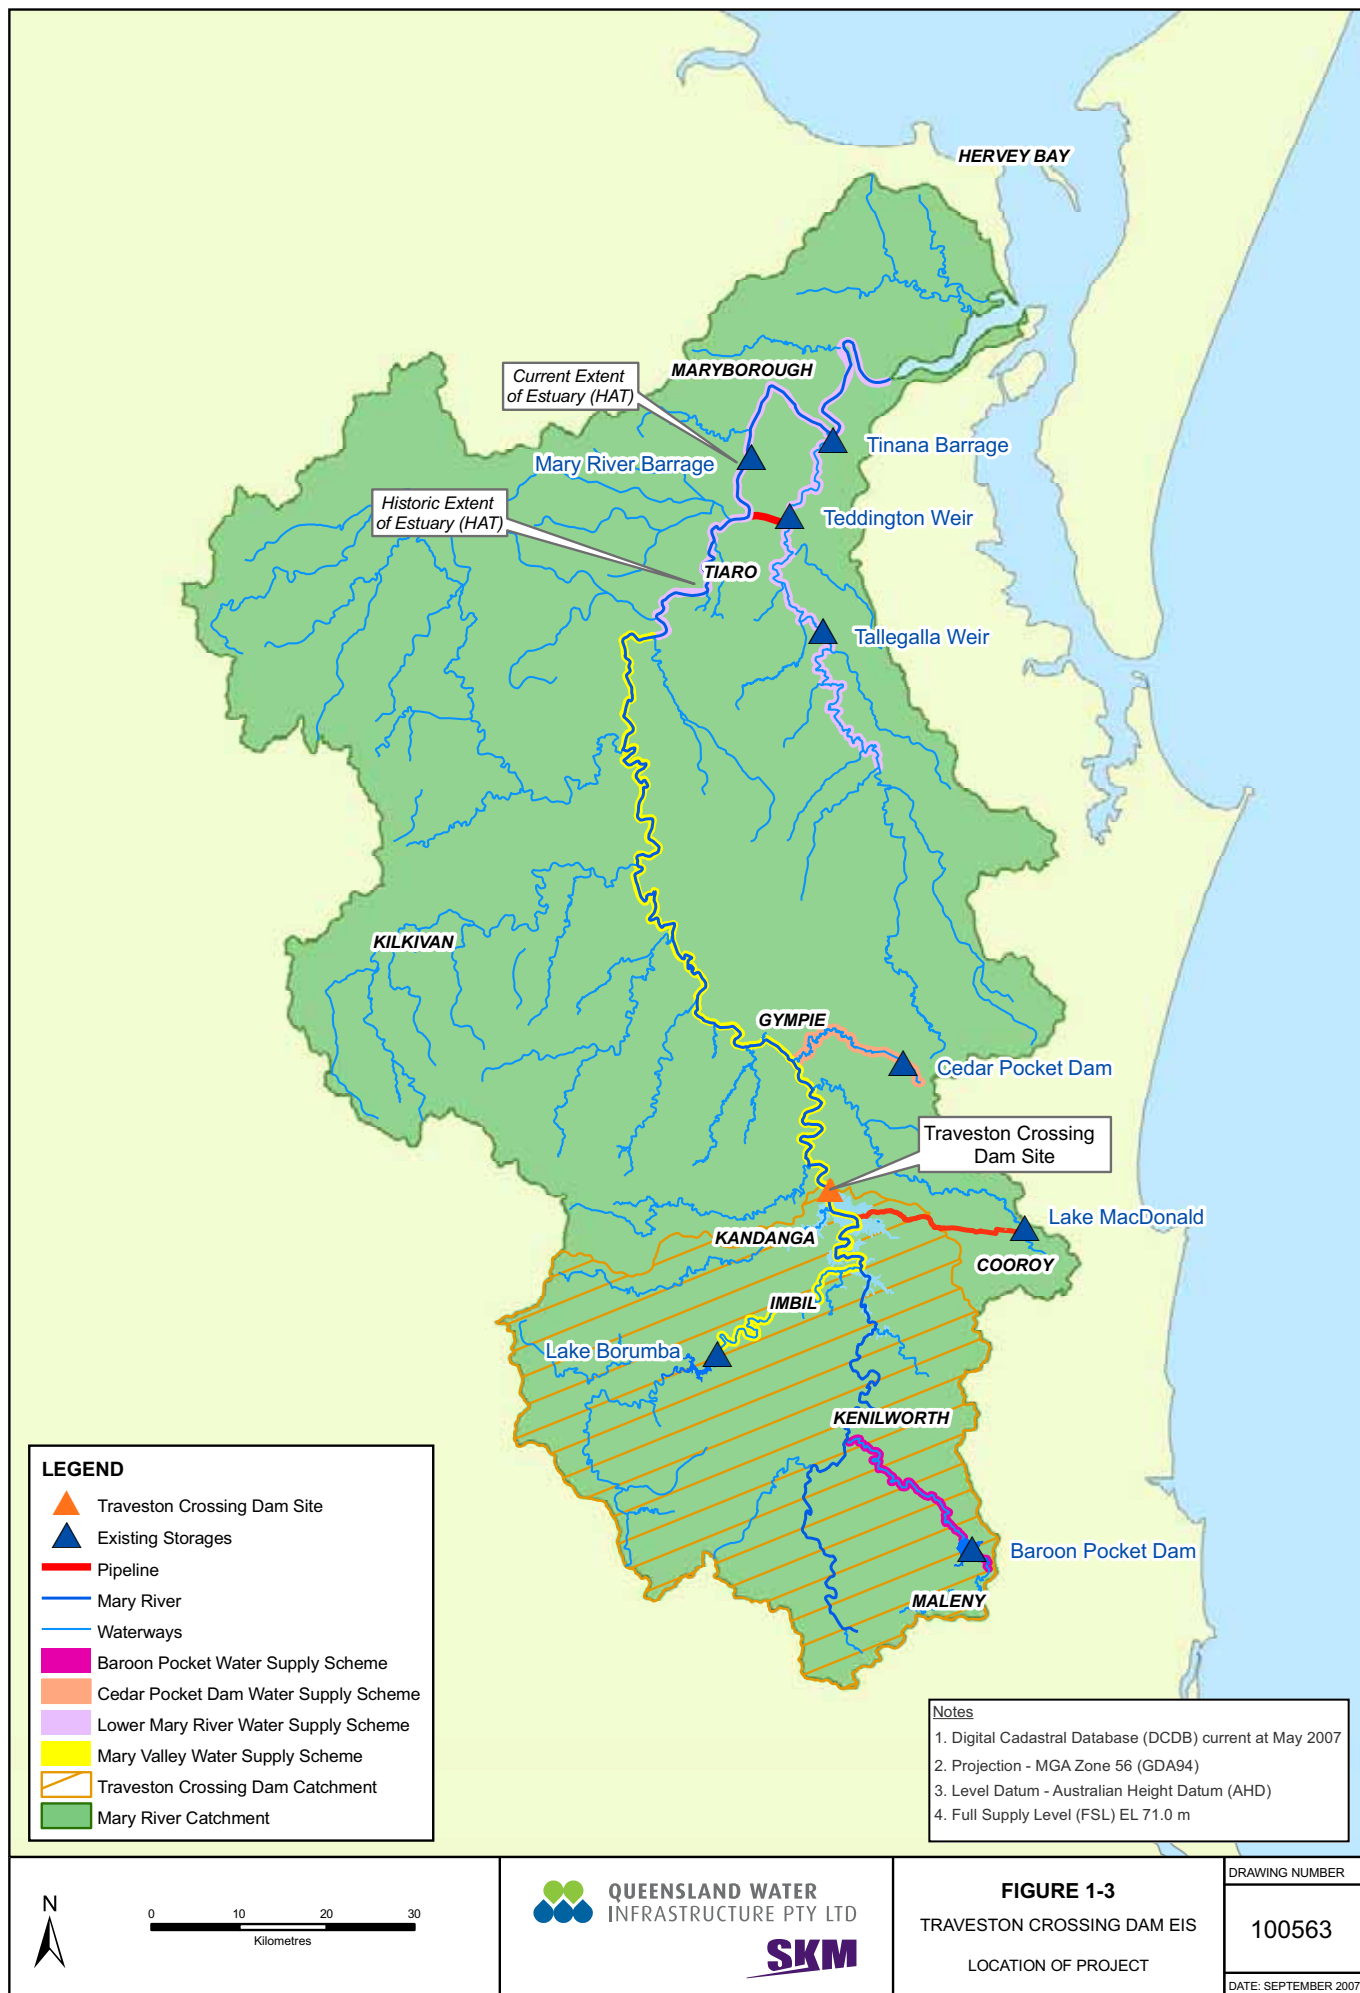 HERVEY BAY
MARYBOROUGH
Current Extent
of Estuary (HAT)
Tinana Barrage
Mary River Barrage
Historic Extent
of Estuary (HAT)
Teddington Weir
TIARO
Tallegalla Weir
KILKIVAN
GYMPIE
Cedar Pocket Dam
Traveston Crossing
Dam Site
Lake MacDonald
KANDANGA
COOROY
IMBIL
Lake Borumba
KENILWORTH
Baroon Pocket Dam
MALENY
LEGEND
Traveston Crossing Dam Site
Existing Storages
Pipeline
Mary River
Waterways
Baroon Pocket Water Supply Scheme
Cedar Pocket Dam Water Supply Scheme
Lower Mary River Water Supply Scheme
Mary Valley Water Supply Scheme
Traveston Crossing Dam Catchment
Mary River Catchment
Notes
1. Digital Cadastral Database (DCDB) current at May 2007
2. Projection - MGA Zone 56 (GDA94)
3. Level Datum - Australian Height Datum (AHD)
4. Full Supply Level (FSL) EL 71.0 m
N
0 10 20 30
Kilometres
QUEENSLAND WATER
INFRASTRUCTURE PTY LTD
SKM
FIGURE 1-3
TRAVESTON CROSSING DAM EIS
LOCATION OF PROJECT
DRAWING NUMBER
100563
DATE: SEPTEMBER 2007